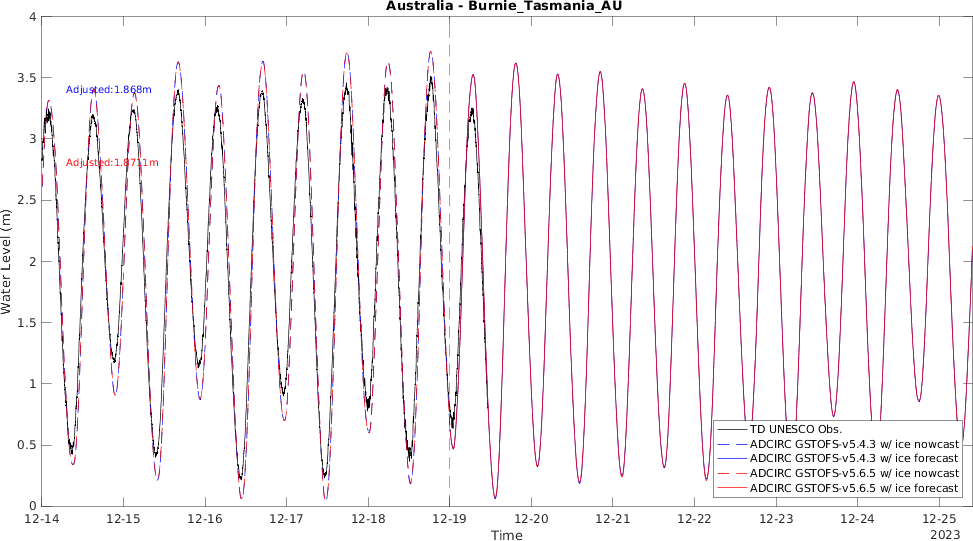 Australia - Burnie_Tasmania_AU
4
3.5
3
2.5
2
1.5
1
0.5
0
Water Level (m)
Adjusted:1.868m
Adjusted:1.8711m
TD UNESCO Obs.
ADCIRC GSTOFS-v5.4.3 w/ ice nowcast
ADCIRC GSTOFS-v5.4.3 w/ ice forecast
ADCIRC GSTOFS-v5.6.5 w/ ice nowcast
ADCIRC GSTOFS-v5.6.5 w/ ice forecast
12-14 12-15 12-16 12-17 12-18 12-19 12-20 12-21 12-22 12-23 12-24 12-25
Time
2023